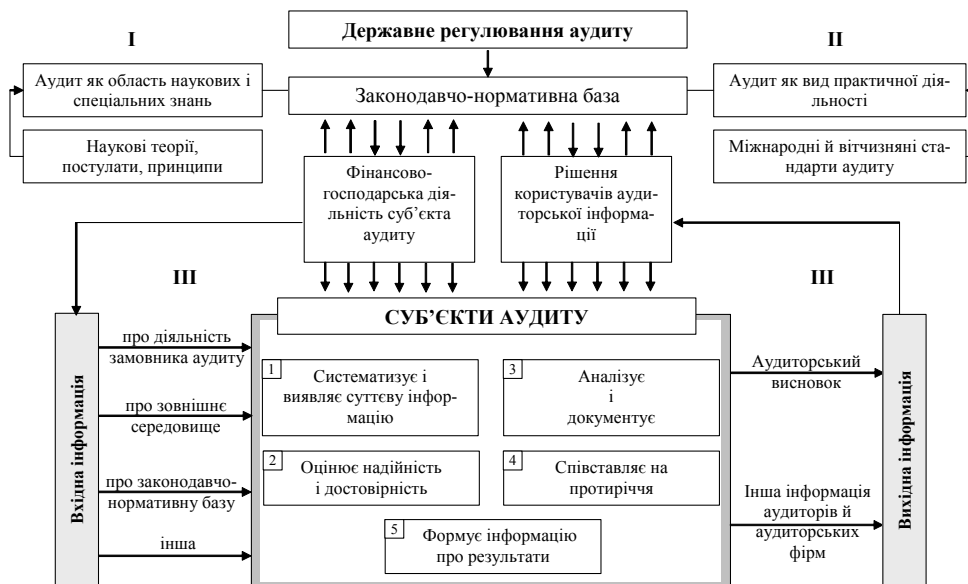 Державне регулювання аудиту
I
II
Аудит як область наукових і
спеціальних знань
Законодавчо-нормативна база
Аудит як вид практичної дія-
льності
Наукові теорії,
постулати, принципи
Міжнародні й вітчизняні стан-
дарти аудиту
Фінансово-
господарська дія-
льність суб’єкта
аудиту
Рішення
користувачів ауди-
торської інформа-
ції
III
III
СУБ’ЄКТИ АУДИТУ
Вхідна інформація
про діяльність
замовника аудиту
про зовнішнє
середовище
про законодавчо-
нормативну базу
інша
1
Систематизує і
виявляє суттєву інфор-
мацію
2
Оцінює надійність
і достовірність
3
Аналізує
і
документує
4
Співставляє на
протиріччя
5
Формує інформацію
про результати
Аудиторський
висновок
Інша інформація
аудиторів й
аудиторських
фірм
Вихідна інформація